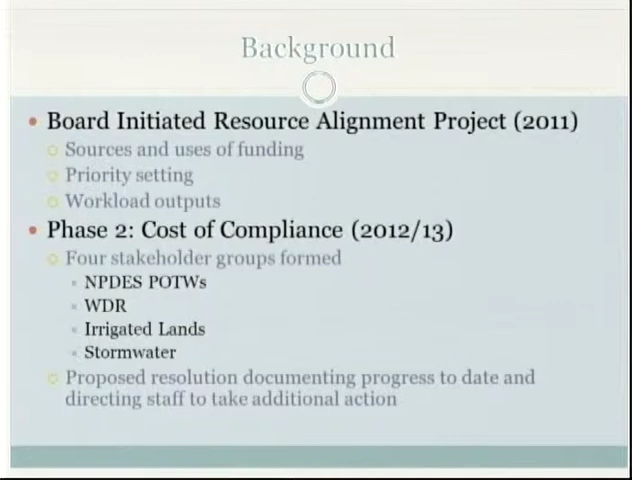 Background
Board Initiated Resource Alignment Project (2011)
Sources and uses of funding
Priority setting
Workload outputs
Phase 2: Cost of Compliance (2012/13)
Four stakeholder groups formed
NPDES POTWs
WDR
Irrigated Lands
Stormwater
Proposed resolution documenting progress to date and
directing staff to take additional action